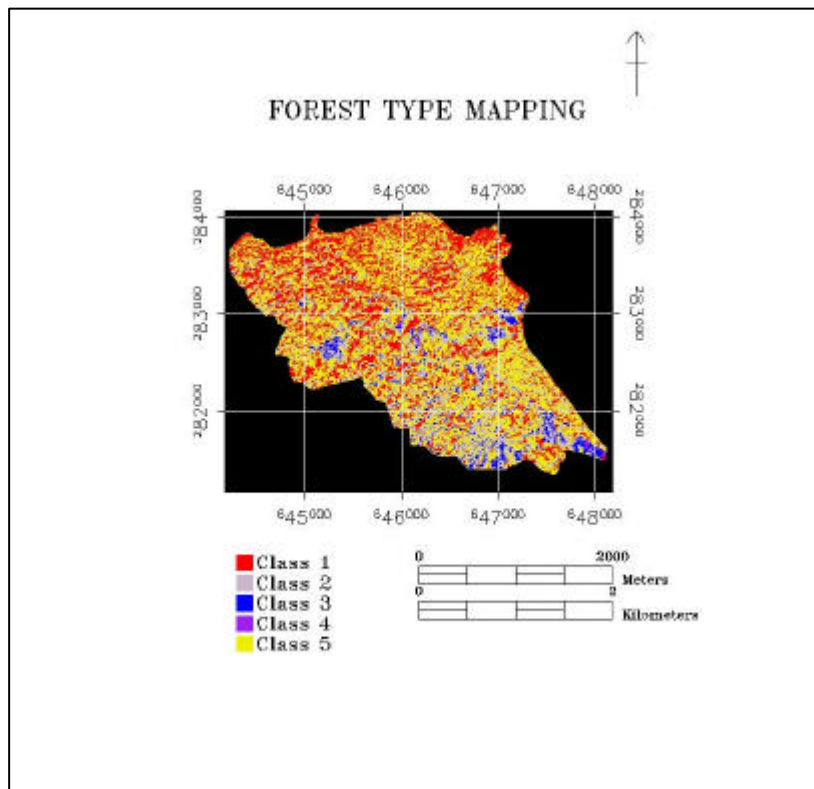 FOREST TYPE MAPPING
645000 646000 647000 648000
284000 284000
283000 283000
282000 282000
645000 646000 647000 648000
Class 1
Class 2
Class 3
Class 4
Class 5
0 2000
Meters
0 2
Kilometers